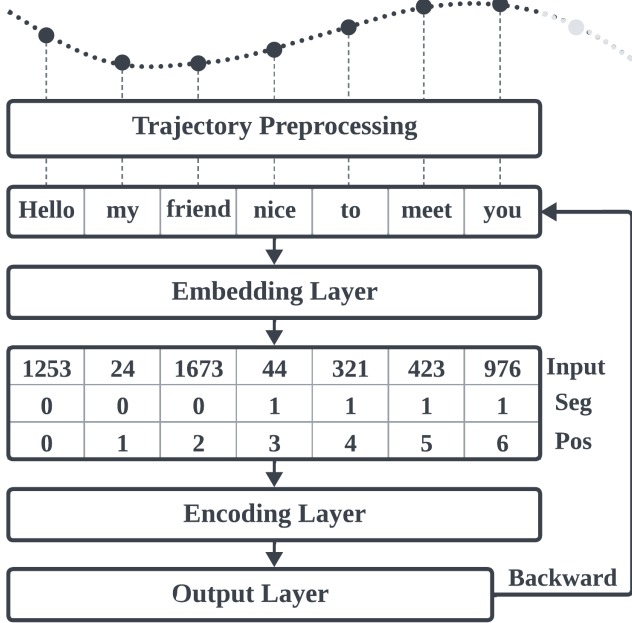 Trajectory Preprocessing
Hello my friend nice to meet you
Embedding Layer
1253 24 1673 44 321 423 976 Input
0 0 0 1 1 1 1 Seg
0 1 2 3 4 5 6 Pos
Encoding Layer
Output Layer
Backward